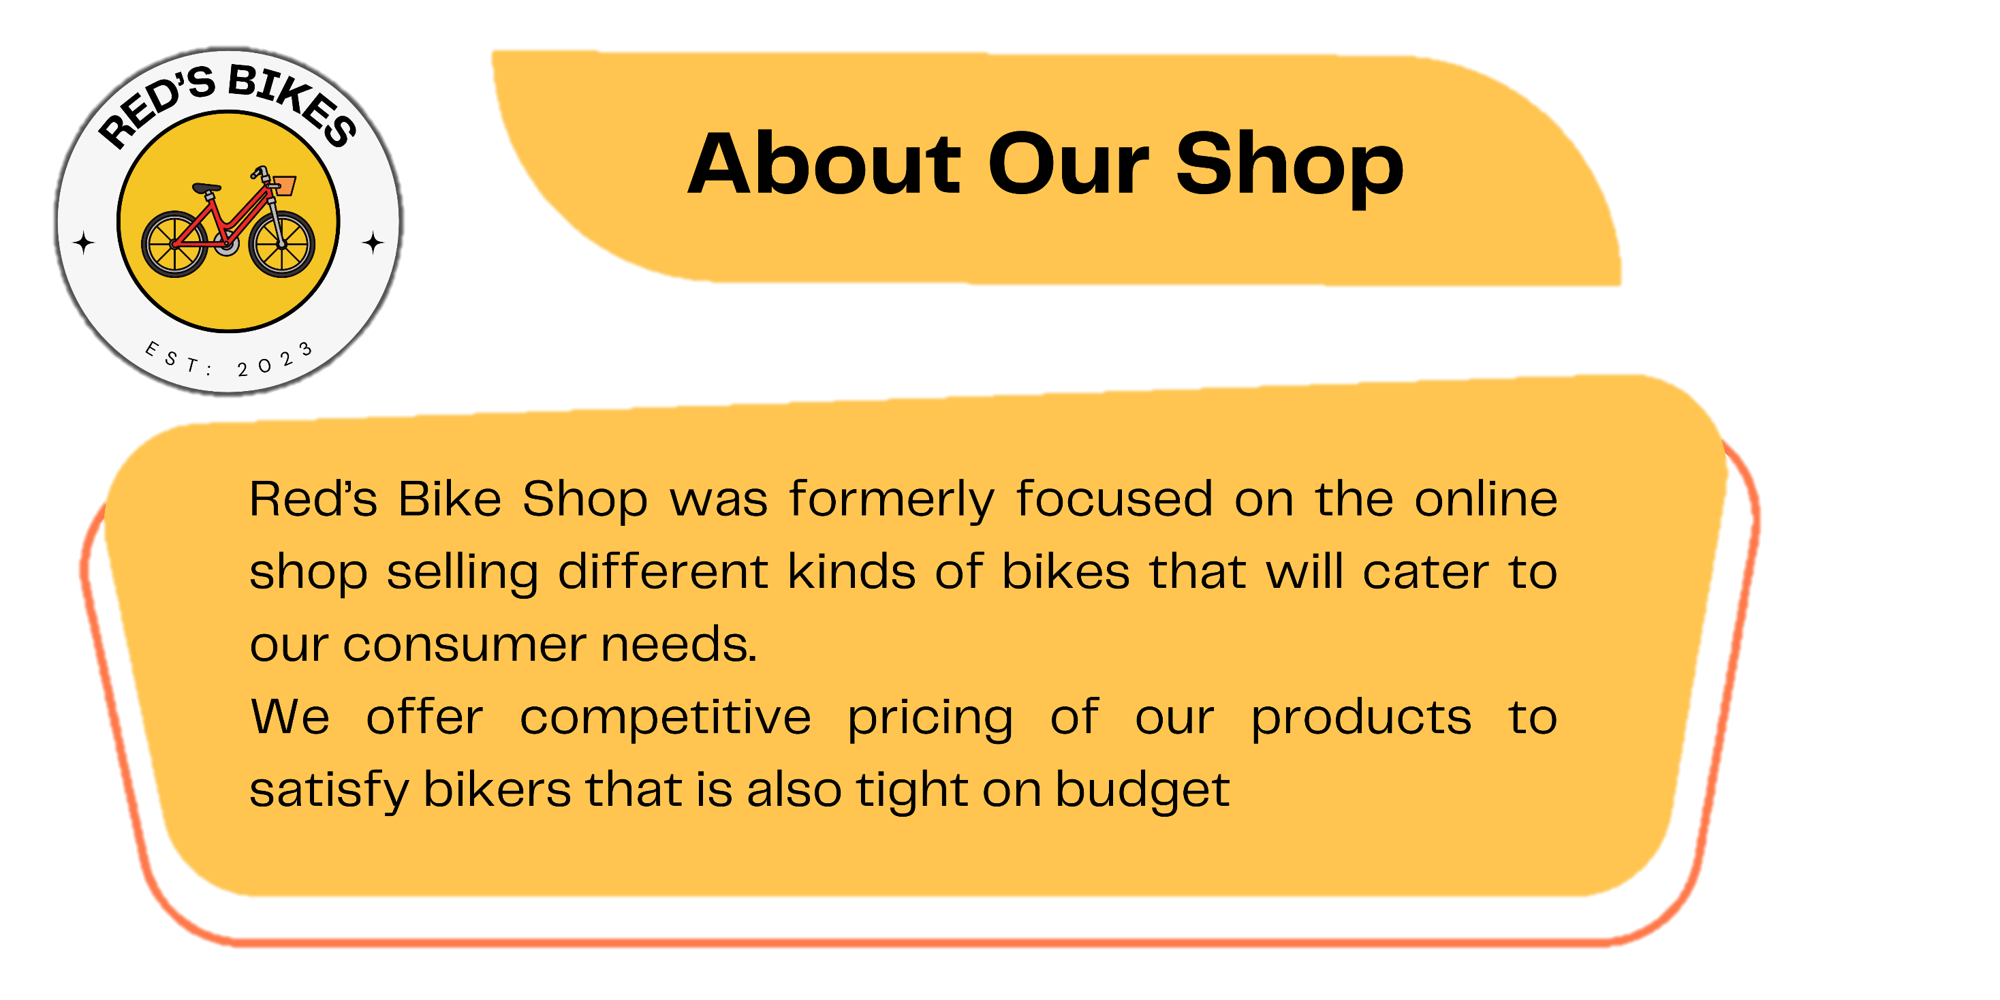 RED'S BIKES
EST: 2023
About Our Shop
Red's Bike Shop was formerly focused on the online
shop selling different kinds of bikes that will cater to
our consumer needs.
We offer competitive pricing of our products to
satisfy bikers that is also tight on budget